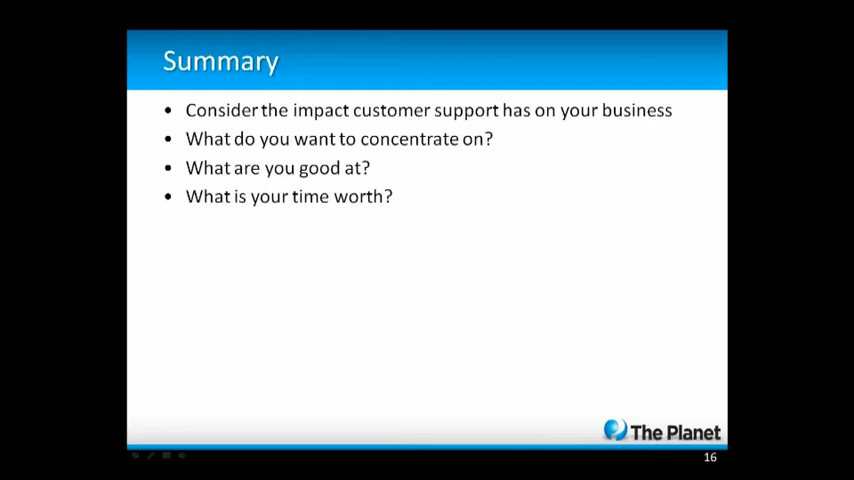 Summary
• Consider the impact customer support has on your business
• What do you want to concentrate on?
• What are you good at?
• What is your time worth?
The Planet
16